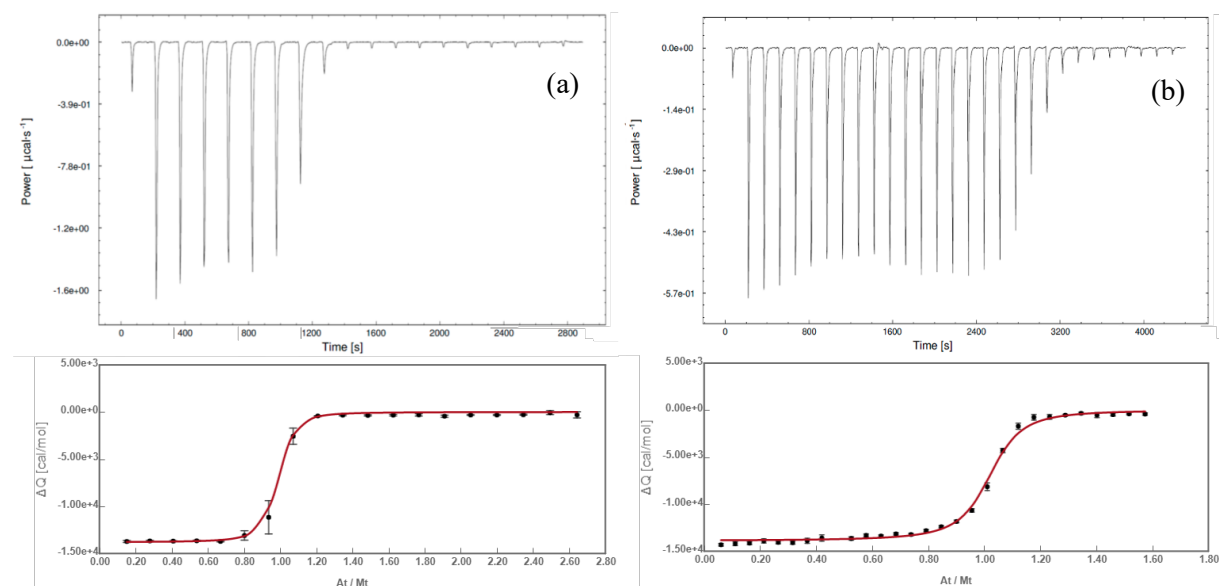 (a)
0.0e+00
-3.9e-01
-7.8e-01
-1.2e+00
-1.6e+00
Power [ µcal·s⁻¹]
0 400 800 1200 1600 2000 2400 2800
Time [s]
(b)
0.0e+00
-1.4e-01
-2.9e-01
-4.3e-01
-5.7e-01
Power [ µcal·s⁻¹]
0 800 1600 2400 3200 4000
Time [s]
5.00e+3
0.00e+0
-5.00e+3
-1.00e+4
-1.50e+4
ΔQ [cal/mol]
0.00 0.20 0.40 0.60 0.80 1.00 1.20 1.40 1.60 1.80 2.00 2.20 2.40 2.60 2.80
At / Mt
5.00e+3
0.00e+0
-5.00e+3
-1.00e+4
-1.50e+4
ΔQ [cal/mol]
0.00 0.20 0.40 0.60 0.80 1.00 1.20 1.40 1.60 1.80
At / Mt